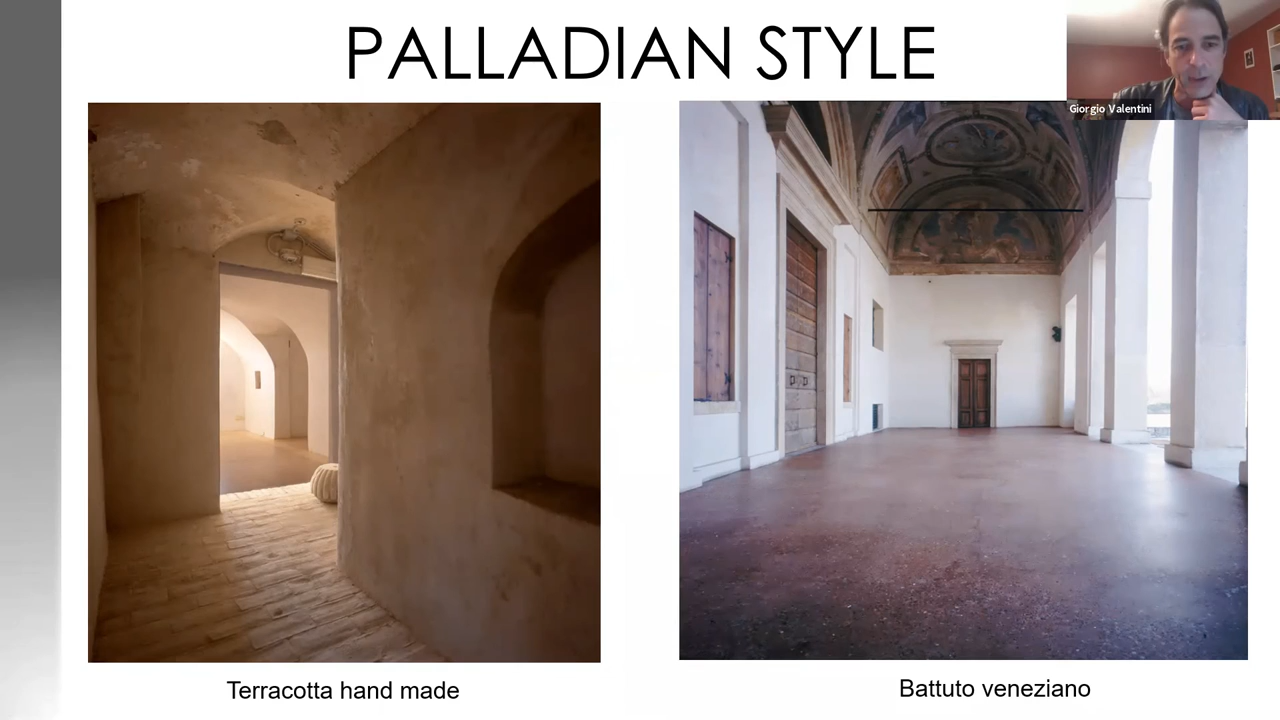 PALLADIAN STYLE
Giorgio Valentini
Terracotta hand made
Battuto veneziano